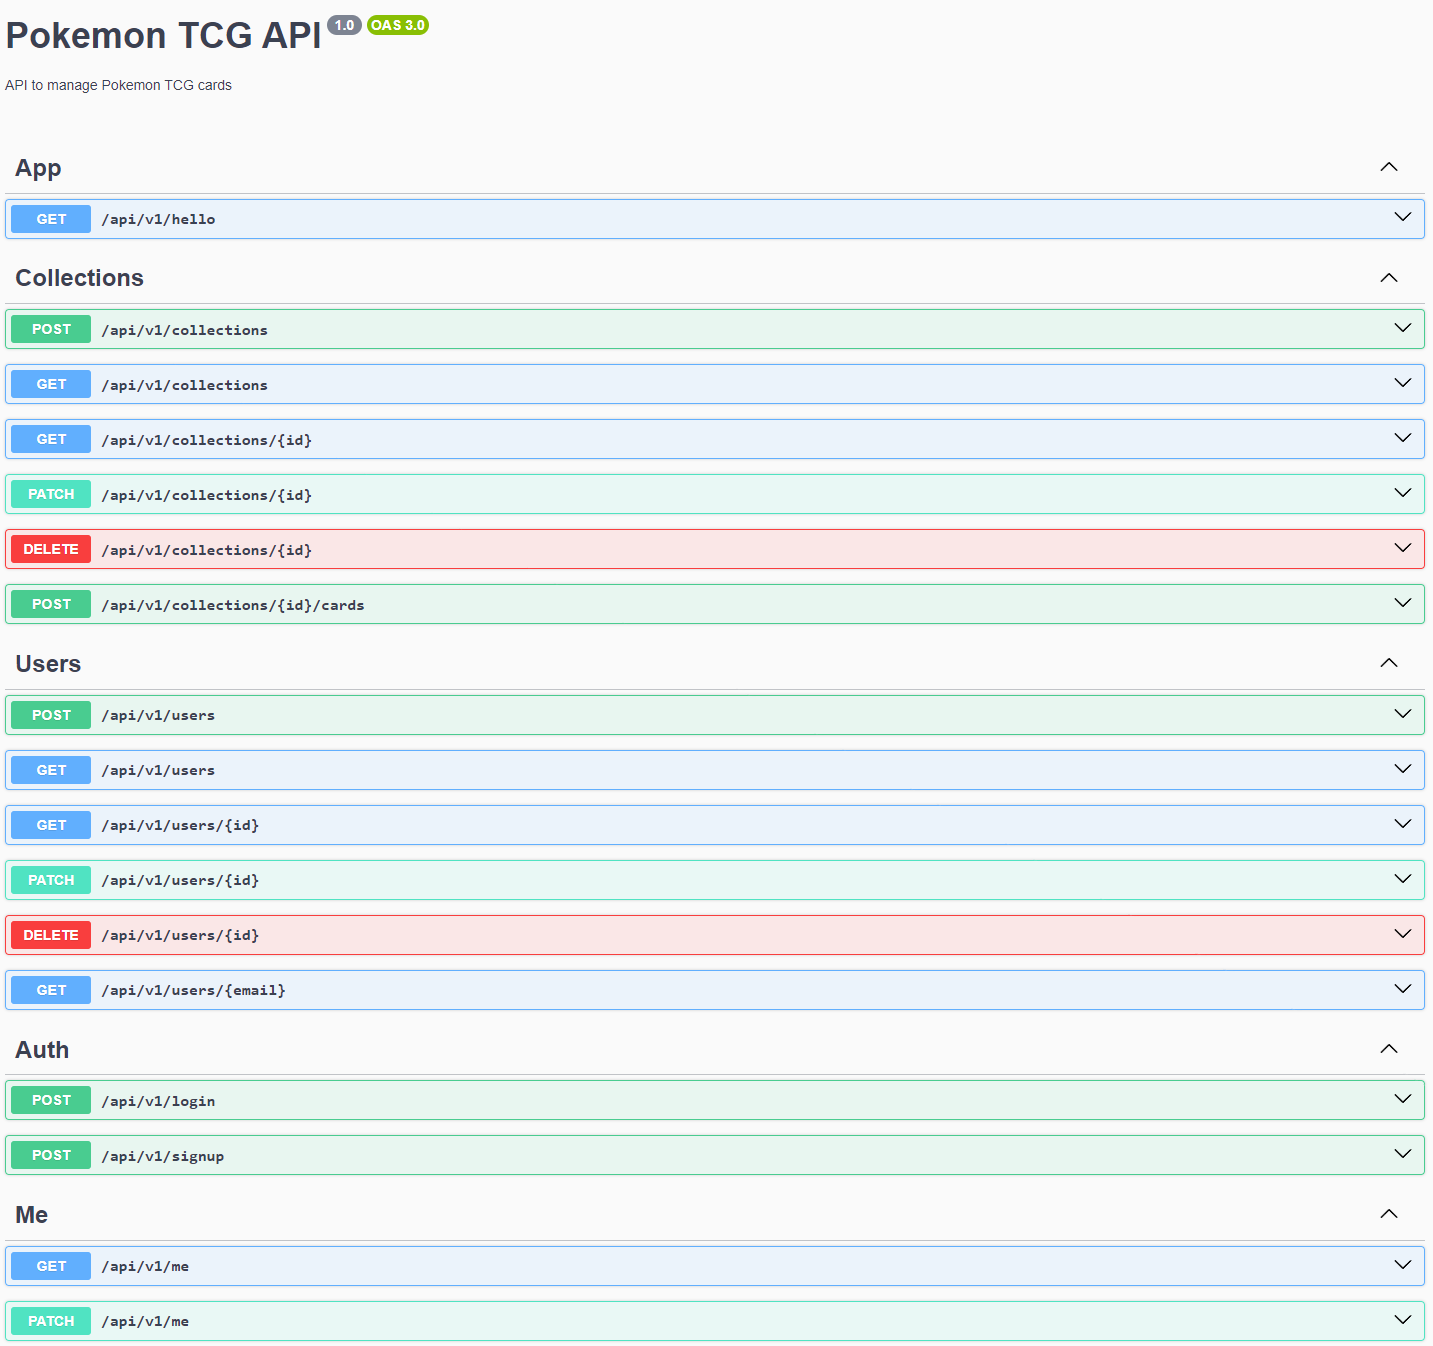 Pokemon TCG API 1.0 OAS 3.0
API to manage Pokemon TCG cards
App
GET /api/v1/hello
Collections
POST /api/v1/collections
GET /api/v1/collections
GET /api/v1/collections/{id}
PATCH /api/v1/collections/{id}
DELETE /api/v1/collections/{id}
POST /api/v1/collections/{id}/cards
Users
POST /api/v1/users
GET /api/v1/users
GET /api/v1/users/{id}
PATCH /api/v1/users/{id}
DELETE /api/v1/users/{id}
GET /api/v1/users/{email}
Auth
POST /api/v1/login
POST /api/v1/signup
Me
GET /api/v1/me
PATCH /api/v1/me